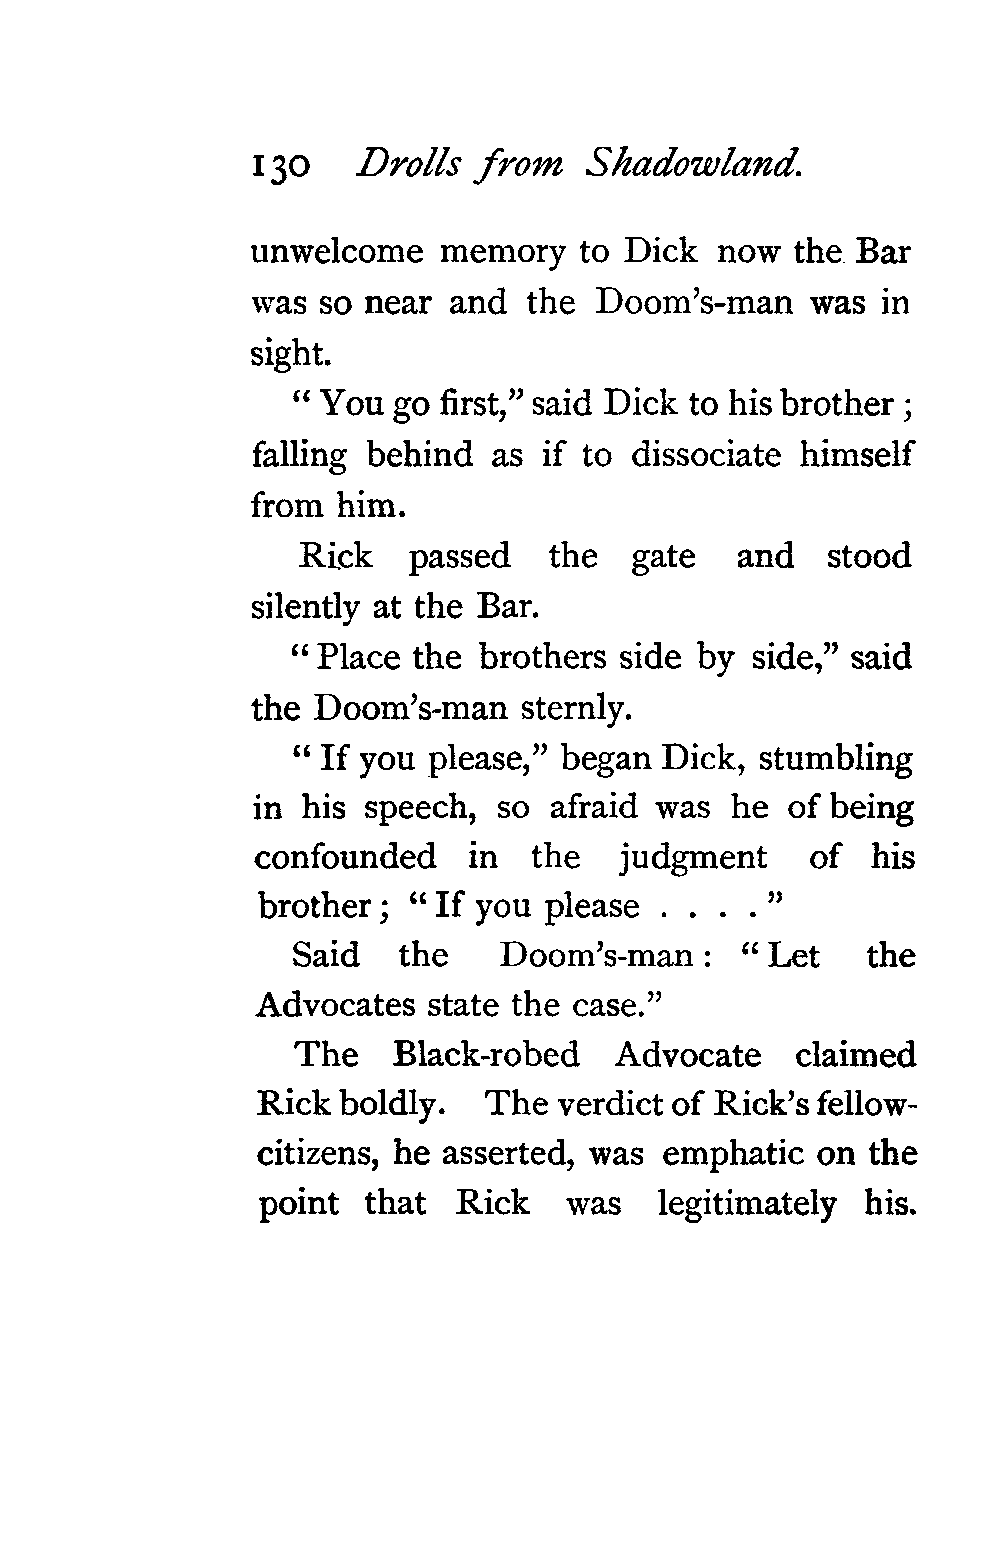 130 Drolls from Shadowland.
unwelcome memory to Dick now the Bar
was so near and the Doom's-man was in
sight.
“ You go first,” said Dick to his brother ;
falling behind as if to dissociate himself
from him.
Rick passed the gate and stood
silently at the Bar.
“ Place the brothers side by side,” said
the Doom's-man sternly.
“ If you please,” began Dick, stumbling
in his speech, so afraid was he of being
confounded in the judgment of his
brother ; “ If you please . . . . ”
Said the Doom's-man : “ Let the
Advocates state the case.”
The Black-robed Advocate claimed
Rick boldly. The verdict of Rick's fellow-
citizens, he asserted, was emphatic on the
point that Rick was legitimately his.